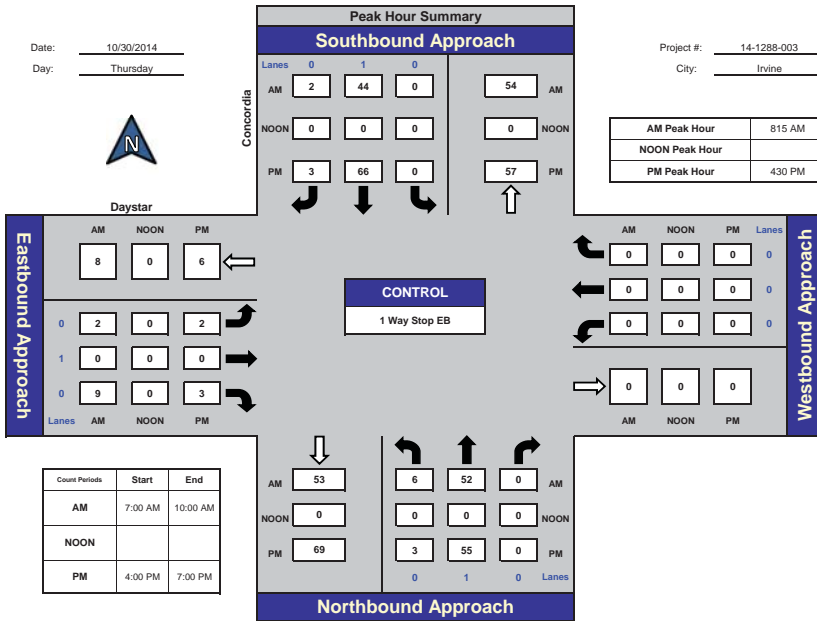 Peak Hour Summary
Southbound Approach
Date: 10/30/2014
Day: Thursday
Project #: 14-1288-003
City: Irvine
Lanes 0 1 0
AM 2 44 0 54 AM
NOON 0 0 0 0 NOON
PM 3 66 0 57 PM
Concordia
N
AM Peak Hour 815 AM
NOON Peak Hour
PM Peak Hour 430 PM
Daystar
Eastbound Approach
AM NOON PM
8 0 6
0 2 0 2
1 0 0 0
0 9 0 3
Lanes AM NOON PM
CONTROL
1 Way Stop EB
AM NOON PM Lanes
0 0 0 0
0 0 0 0
0 0 0 0
0 0 0
AM NOON PM
Westbound Approach
Count Periods Start End
AM 7:00 AM 10:00 AM
NOON
PM 4:00 PM 7:00 PM
AM 53 6 52 0 AM
NOON 0 0 0 0 NOON
PM 69 3 55 0 PM
0 1 0 Lanes
Northbound Approach